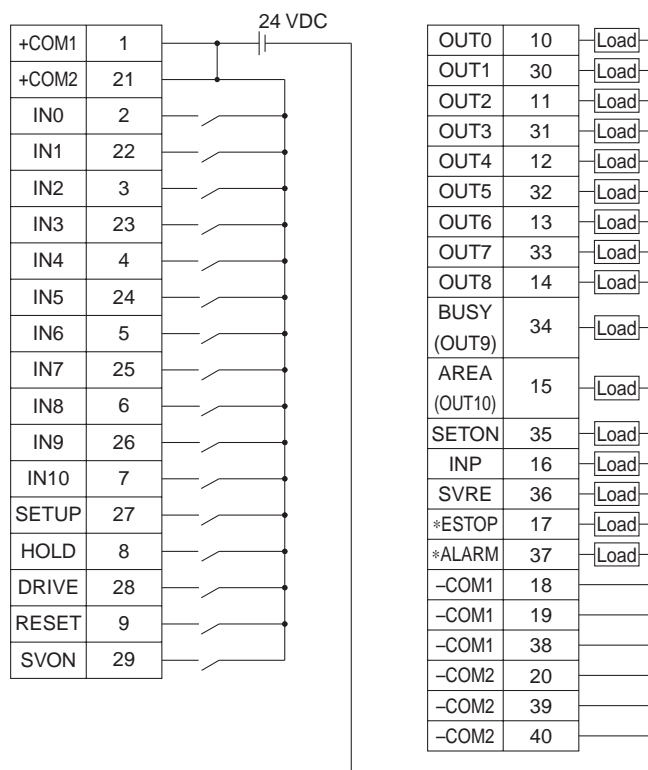 24 VDC
+COM1 1
+COM2 21
IN0 2
IN1 22
IN2 3
IN3 23
IN4 4
IN5 24
IN6 5
IN7 25
IN8 6
IN9 26
IN10 7
SETUP 27
HOLD 8
DRIVE 28
RESET 9
SVON 29
OUT0 10 Load
OUT1 30 Load
OUT2 11 Load
OUT3 31 Load
OUT4 12 Load
OUT5 32 Load
OUT6 13 Load
OUT7 33 Load
OUT8 14 Load
BUSY
(OUT9) 34 Load
AREA
(OUT10) 15 Load
SETON 35 Load
INP 16 Load
SVRE 36 Load
*ESTOP 17 Load
*ALARM 37 Load
–COM1 18
–COM1 19
–COM1 38
–COM2 20
–COM2 39
–COM2 40